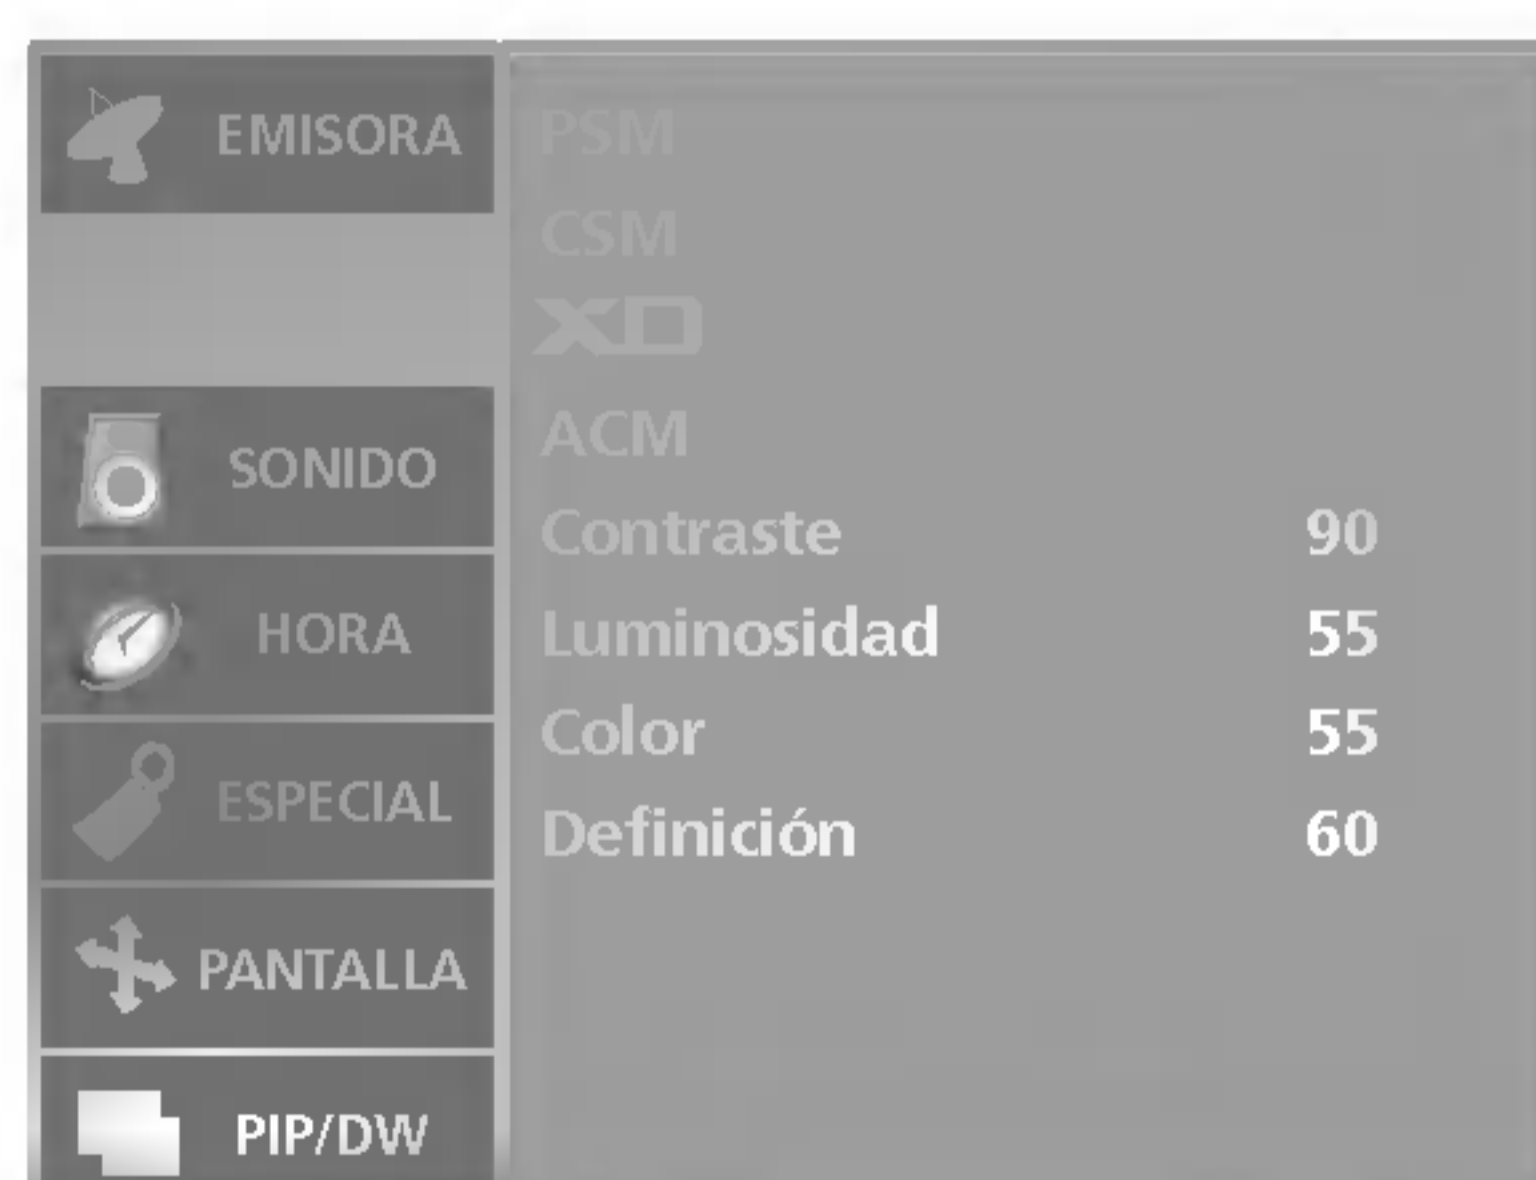 EMISORA
SONIDO
HORA
ESPECIAL
PANTALLA
PIP/DW
PSM
CSM
XD
ACM
Contraste 90
Luminosidad 55
Color 55
Definición 60